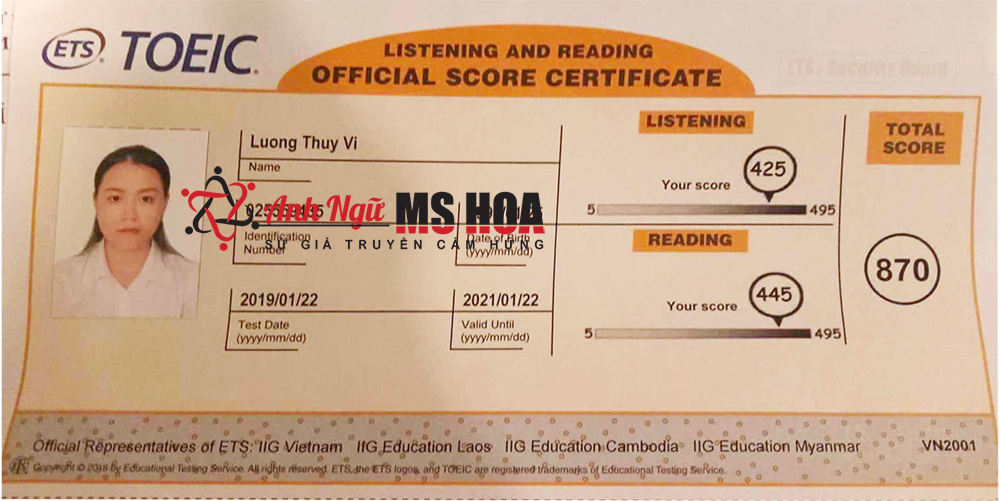 ETS. TOEIC.
LISTENING AND READING
OFFICIAL SCORE CERTIFICATE
Luong Thuy Vi
Name
Identification
Number
Date of Birth
(yyyy/mm/dd)
Anh Ngữ MS HOA
SỨ GIẢ TRUYỀN CẢM HỨNG
2019/01/22
Test Date
(yyyy/mm/dd)
2021/01/22
Valid Until
(yyyy/mm/dd)
LISTENING
Your score
425
5 495
READING
Your score
445
5 495
TOTAL
SCORE
870
Official Representatives of ETS: IIG Vietnam IIG Education Laos IIG Education Cambodia IIG Education Myanmar VN2001
Copyright © 2018 by Educational Testing Service. All rights reserved. ETS, the ETS logos, and TOEIC are registered trademarks of Educational Testing Service.